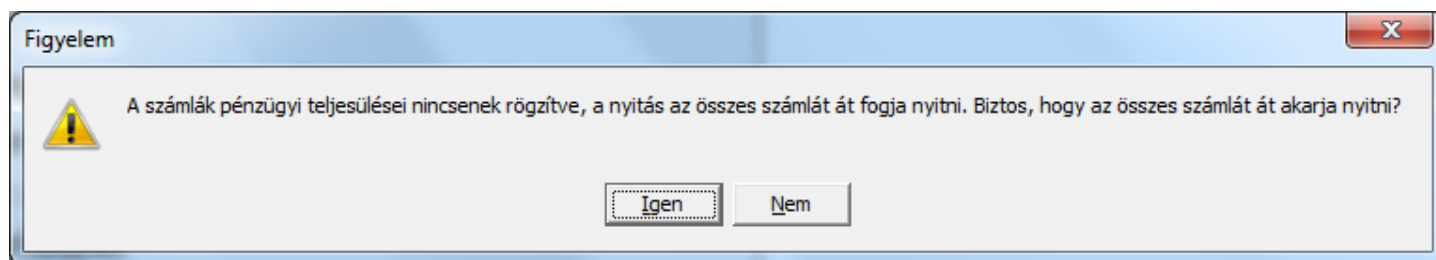 Figyelem
A számlák pénzügyi teljesülései nincsenek rögzítve, a nyitás az összes számlát át fogja nyitni. Biztos, hogy az összes számlát át akarja nyitni?
Igen Nem